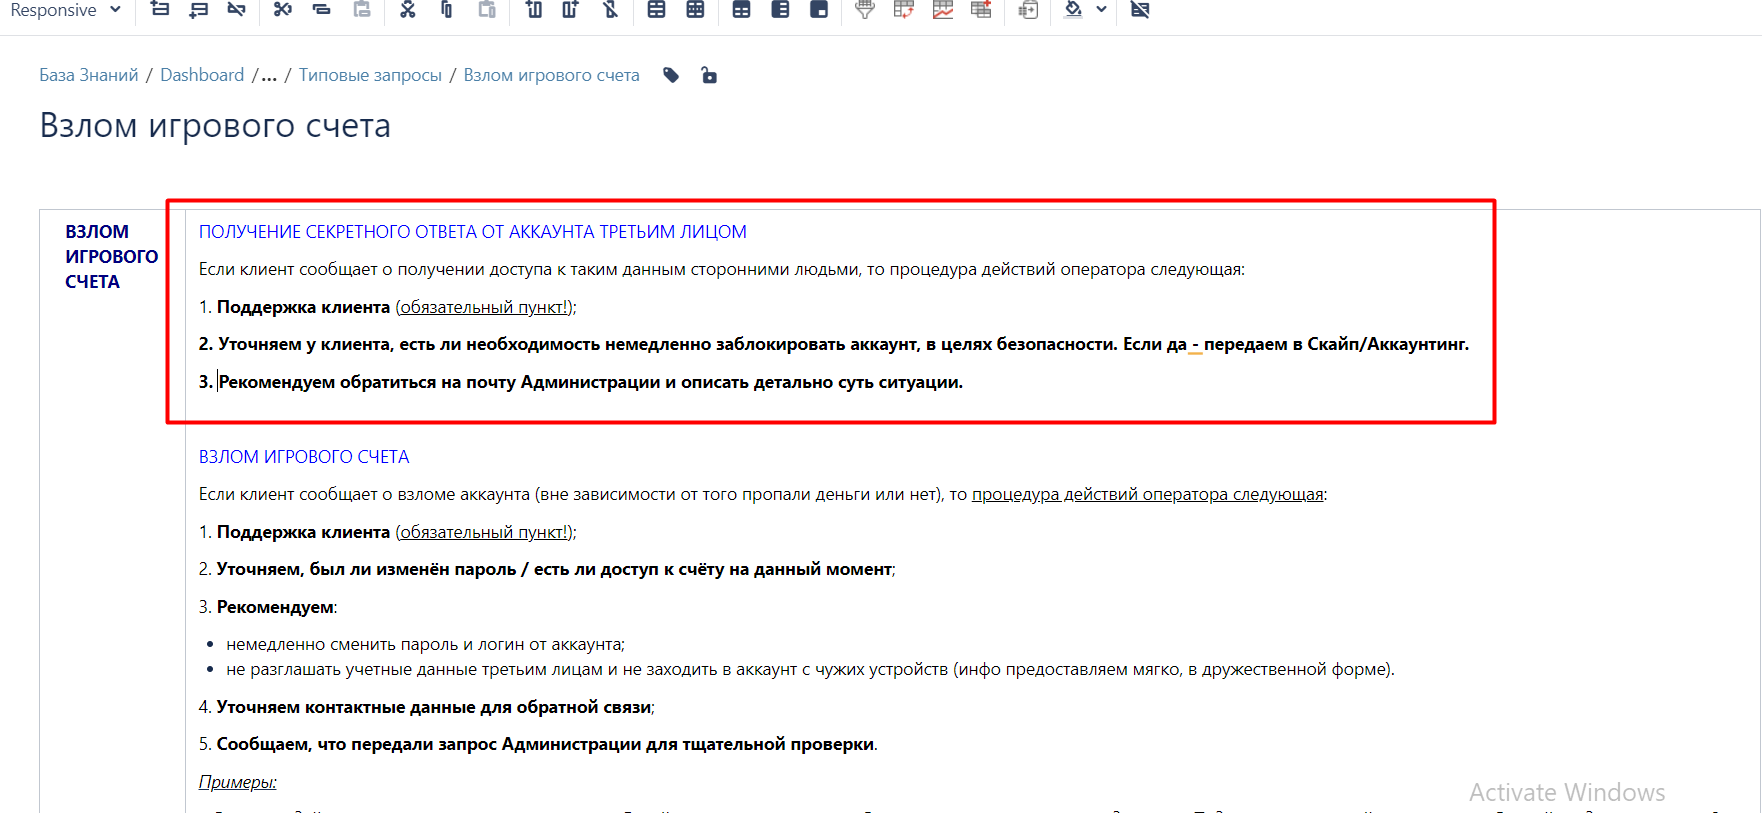 Responsive
База Знаний / Dashboard /... / Типовые запросы / Взлом игрового счета
Взлом игрового счета
ВЗЛОМ
ИГРОВОГО
СЧЕТА
ПОЛУЧЕНИЕ СЕКРЕТНОГО ОТВЕТА ОТ АККАУНТА ТРЕТЬИМ ЛИЦОМ
Если клиент сообщает о получении доступа к таким данным сторонними людьми, то процедура действий оператора следующая:
1. Поддержка клиента (обязательный пункт!);
2. Уточняем у клиента, есть ли необходимость немедленно заблокировать аккаунт, в целях безопасности. Если да - передаем в Скайп/Аккаунтинг.
3. Рекомендуем обратиться на почту Администрации и описать детально суть ситуации.
ВЗЛОМ ИГРОВОГО СЧЕТА
Если клиент сообщает о взломе аккаунта (вне зависимости от того пропали деньги или нет), то процедура действий оператора следующая:
1. Поддержка клиента (обязательный пункт!);
2. Уточняем, был ли изменён пароль / есть ли доступ к счёту на данный момент;
3. Рекомендуем:
• немедленно сменить пароль и логин от аккаунта;
• не разглашать учетные данные третьим лицам и не заходить в аккаунт с чужих устройств (инфо предоставляем мягко, в дружественной форме).
4. Уточняем контактные данные для обратной связи;
5. Сообщаем, что передали запрос Администрации для тщательной проверки.
Примеры:
Activate Windows